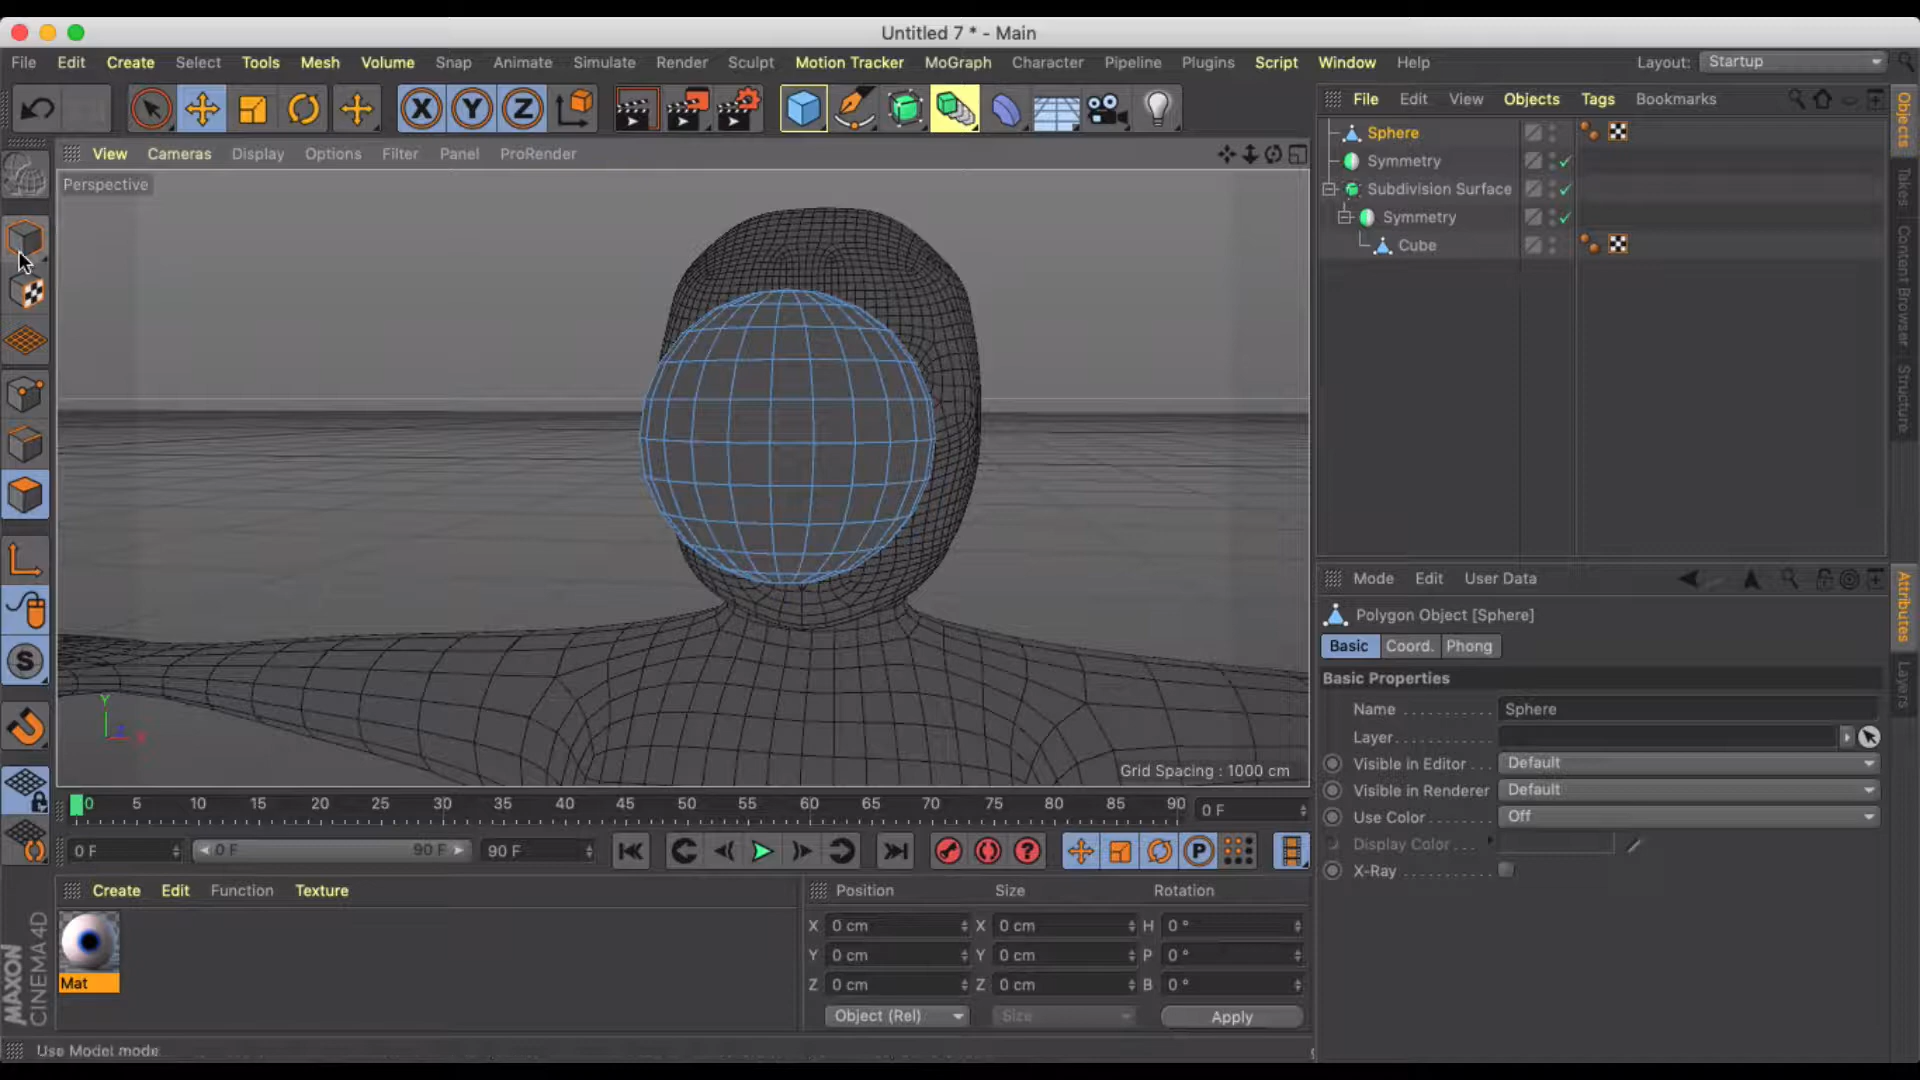 Untitled 7 * - Main
File Edit Create Select Tools Mesh Volume Snap Animate Simulate Render Sculpt Motion Tracker MoGraph Character Pipeline Plugins Script Window Help Layout: Startup
X Y Z
File Edit View Objects Tags Bookmarks
View Cameras Display Options Filter Panel ProRender
Perspective
Sphere
Symmetry
Subdivision Surface
Symmetry
Cube
Objects
Takes
Content Browser
Structure
Mode Edit User Data
Polygon Object [Sphere]
Basic Coord. Phong
Basic Properties
Name Sphere
Layer
Visible in Editor Default
Visible in Renderer Default
Use Color Off
Display Color
X-Ray
Attributes
Layers
S
Y
Z X
Grid Spacing : 1000 cm
0 5 10 15 20 25 30 35 40 45 50 55 60 65 70 75 80 85 90 0 F
0 F 0 F 90 F 90 F ? P
Create Edit Function Texture
Mat
Position Size Rotation
X 0 cm X 0 cm H 0 °
Y 0 cm Y 0 cm P 0 °
Z 0 cm Z 0 cm B 0 °
Object (Rel) Size Apply
MAXON
CINEMA 4D
Use Model mode